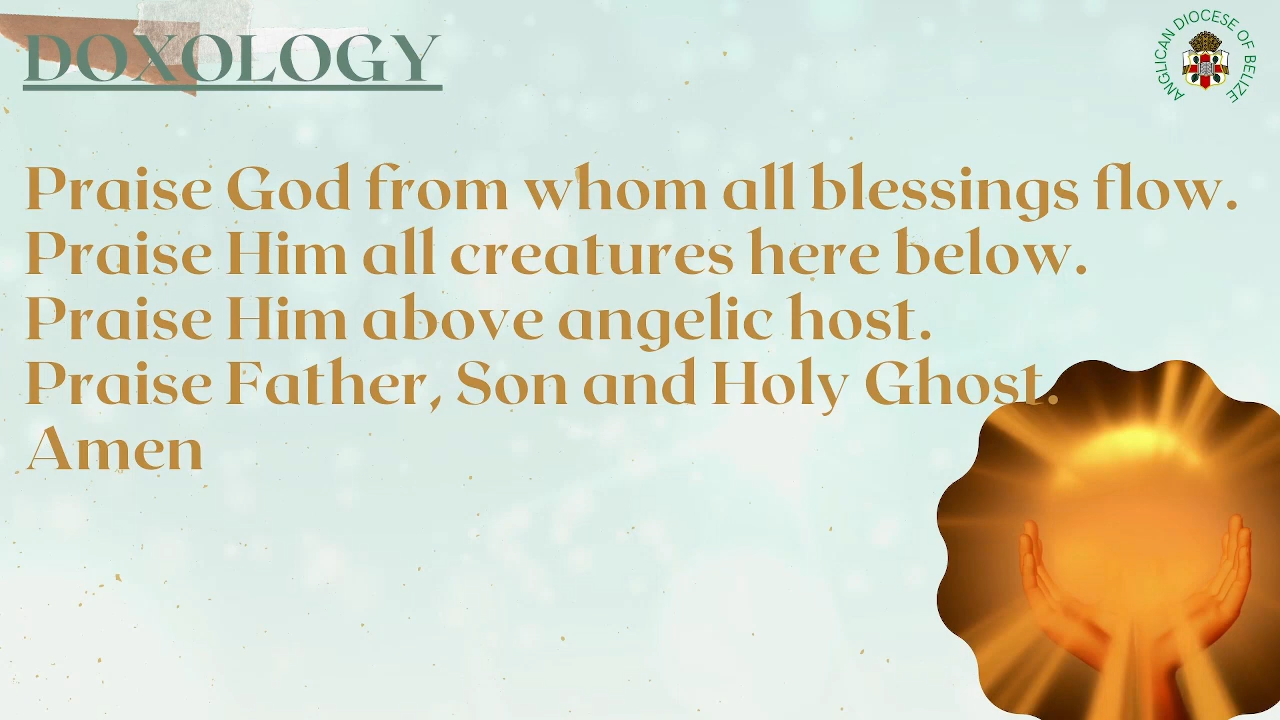 DOXOLOGY
ANGLICAN DIOCESE OF BELIZE
Praise God from whom all blessings flow.
Praise Him all creatures here below.
Praise Him above angelic host.
Praise Father, Son and Holy Ghost.
Amen